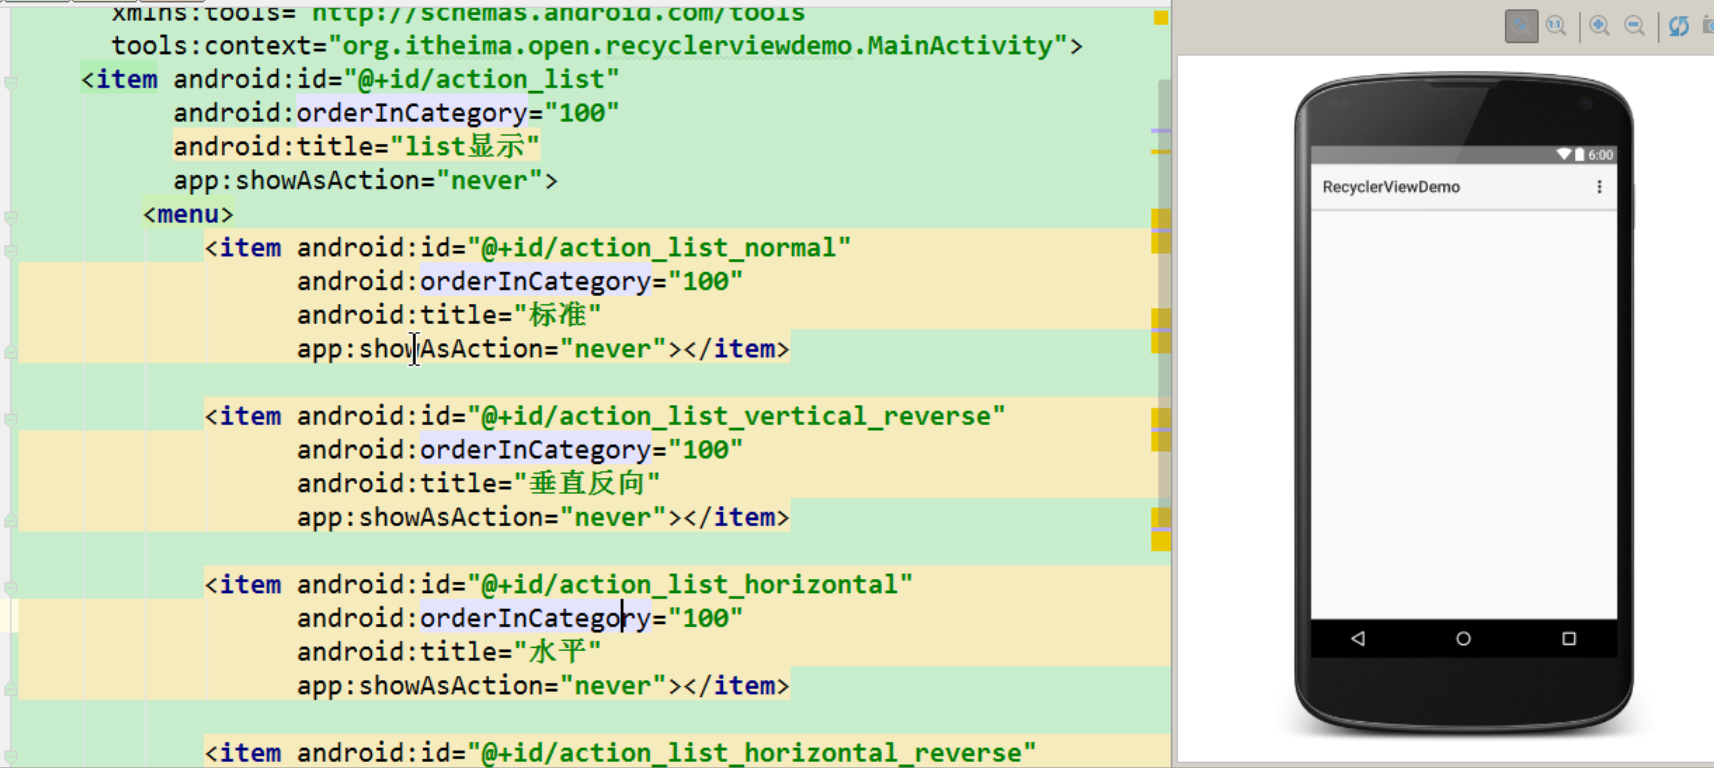 xmlns:tools="http://schemas.android.com/tools
tools:context="org.itheima.open.recyclerviewdemo.MainActivity">
<item android:id="@+id/action_list"
android:orderInCategory="100"
android:title="list显示"
app:showAsAction="never">
<menu>
<item android:id="@+id/action_list_normal"
android:orderInCategory="100"
android:title="标准"
app:showAsAction="never"></item>
<item android:id="@+id/action_list_vertical_reverse"
android:orderInCategory="100"
android:title="垂直反向"
app:showAsAction="never"></item>
<item android:id="@+id/action_list_horizontal"
android:orderInCategory="100"
android:title="水平"
app:showAsAction="never"></item>
<item android:id="@+id/action_list_horizontal_reverse"
6:00
RecyclerViewDemo